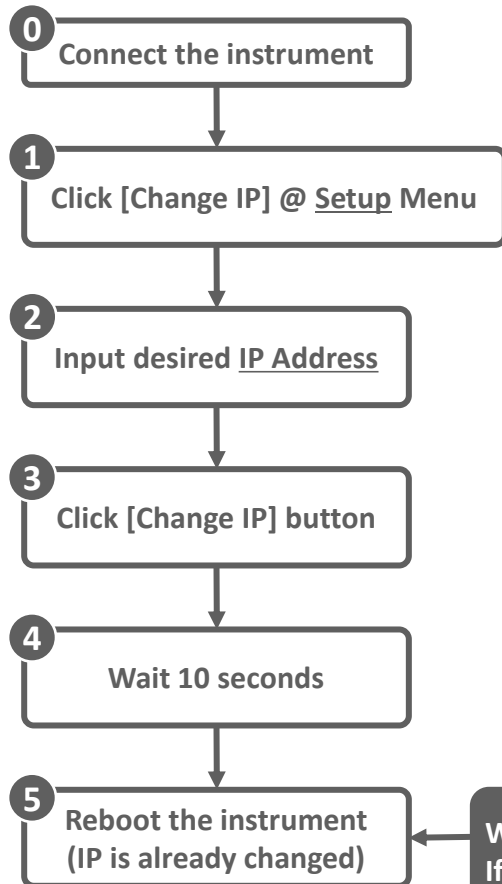 0
Connect the instrument
1
Click [Change IP] @ Setup Menu
2
Input desired IP Address
3
Click [Change IP] button
4
Wait 10 seconds
5
Reboot the instrument
(IP is already changed)
If